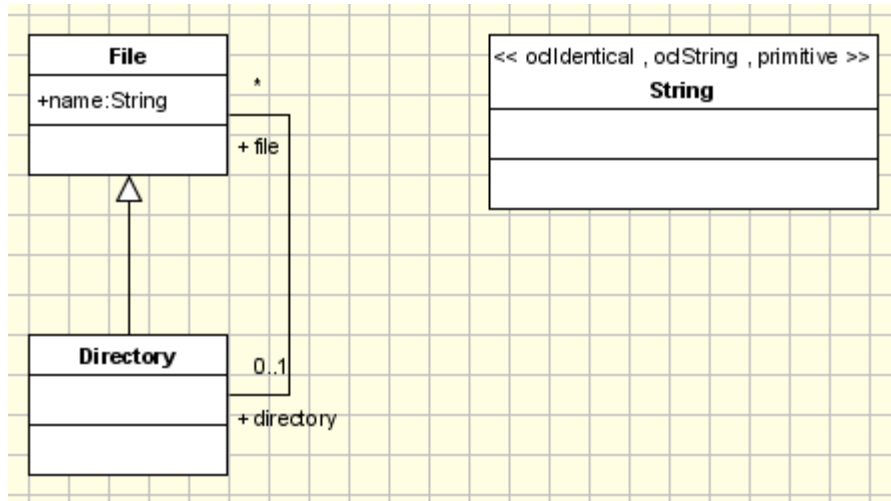 File
+name:String
*
+ file
<< oclIdentical , oclString , primitive >>
String
Directory
0..1
+ directory